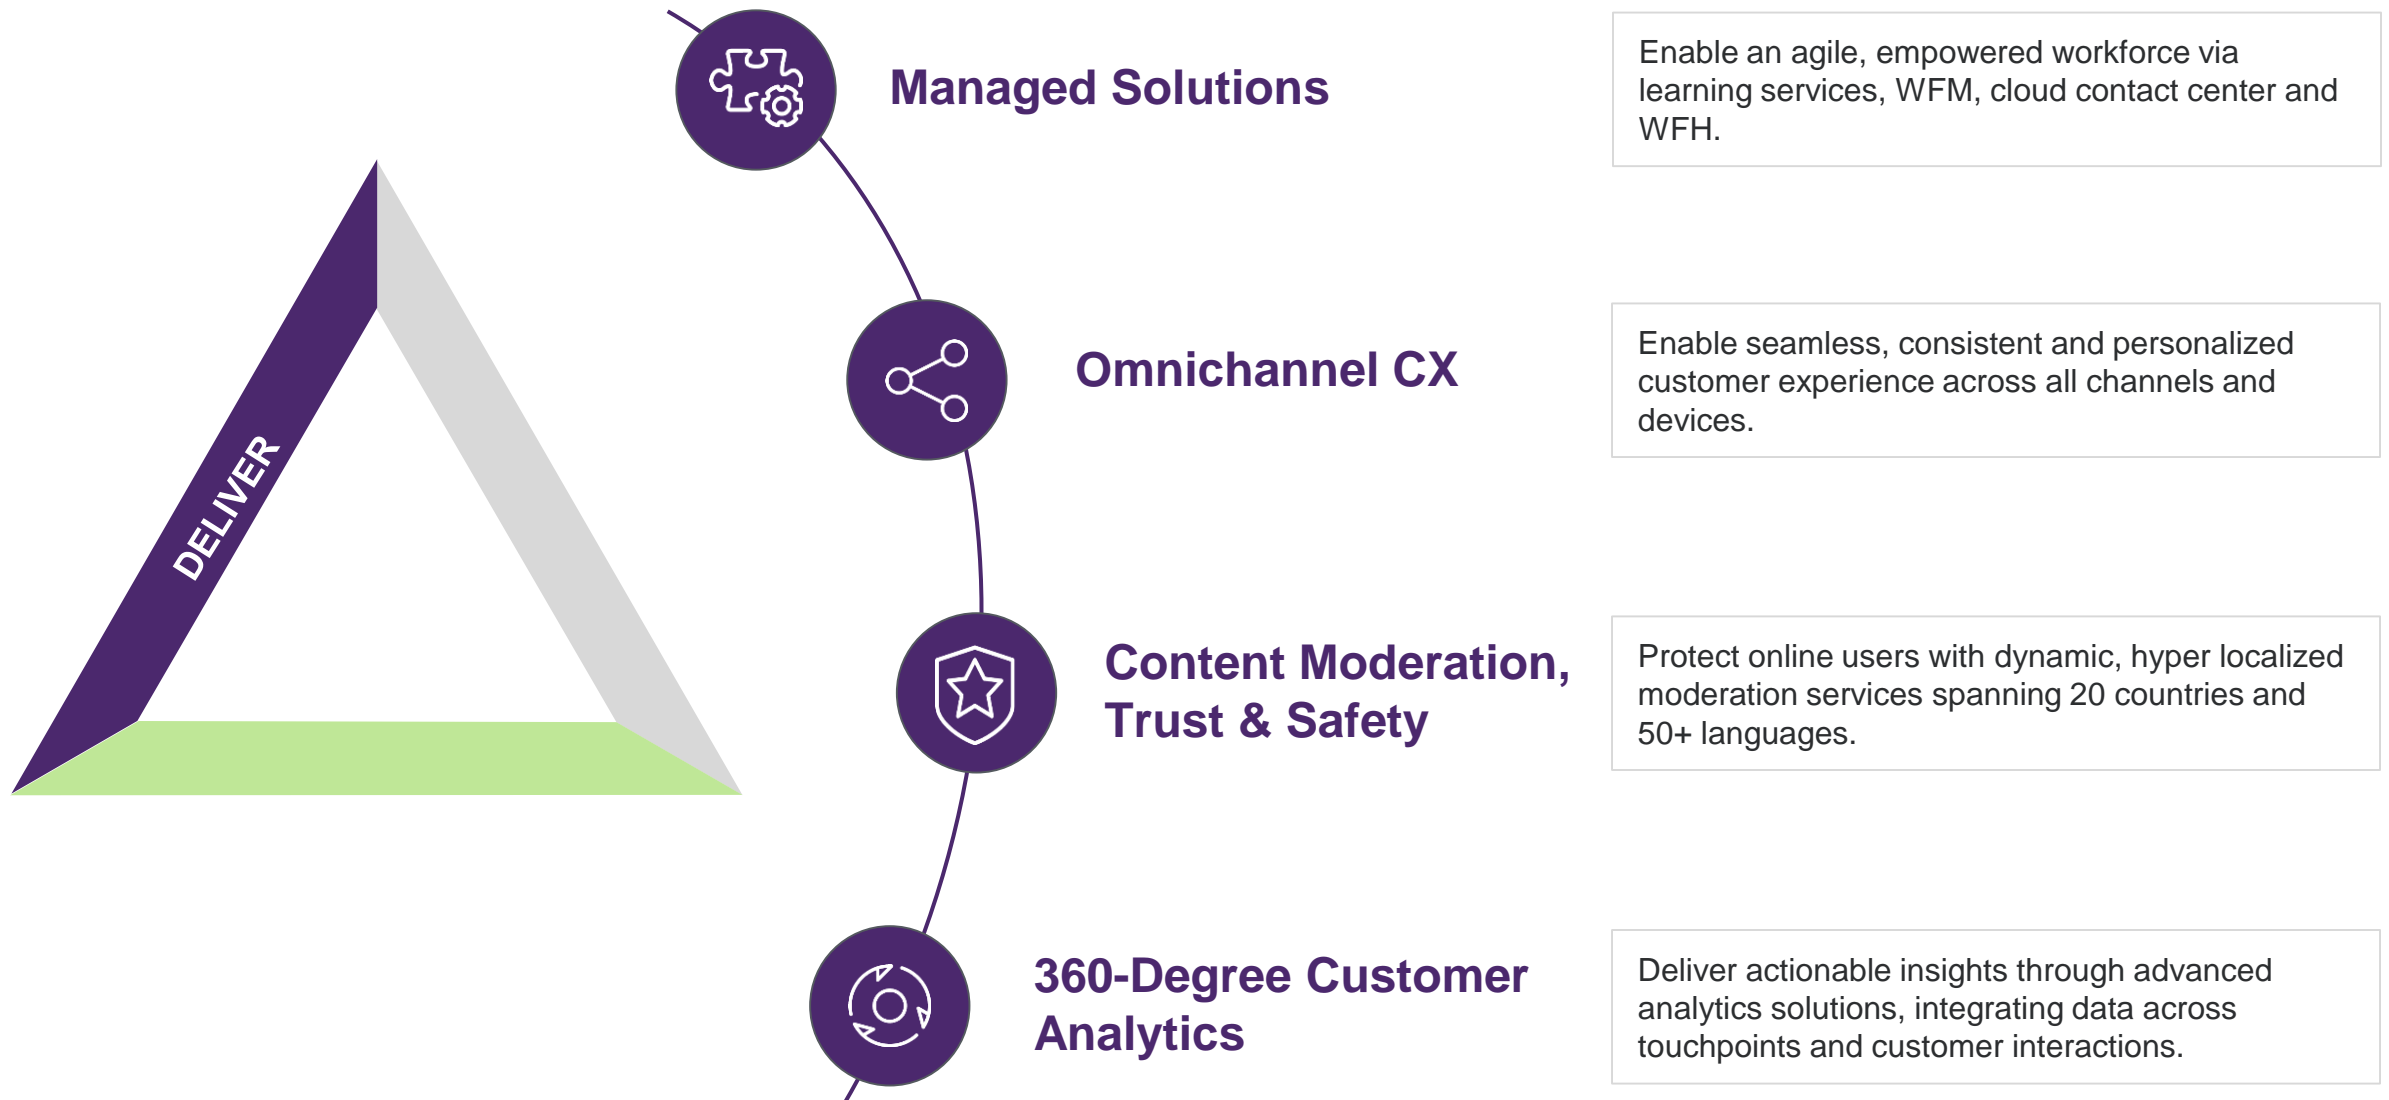 Managed Solutions
Enable an agile, empowered workforce via
learning services, WFM, cloud contact center and
WFH.
DELIVER
Omnichannel CX
Enable seamless, consistent and personalized
customer experience across all channels and
devices.
Content Moderation,
Trust & Safety
Protect online users with dynamic, hyper localized
moderation services spanning 20 countries and
50+ languages.
360-Degree Customer
Analytics
Deliver actionable insights through advanced
analytics solutions, integrating data across
touchpoints and customer interactions.